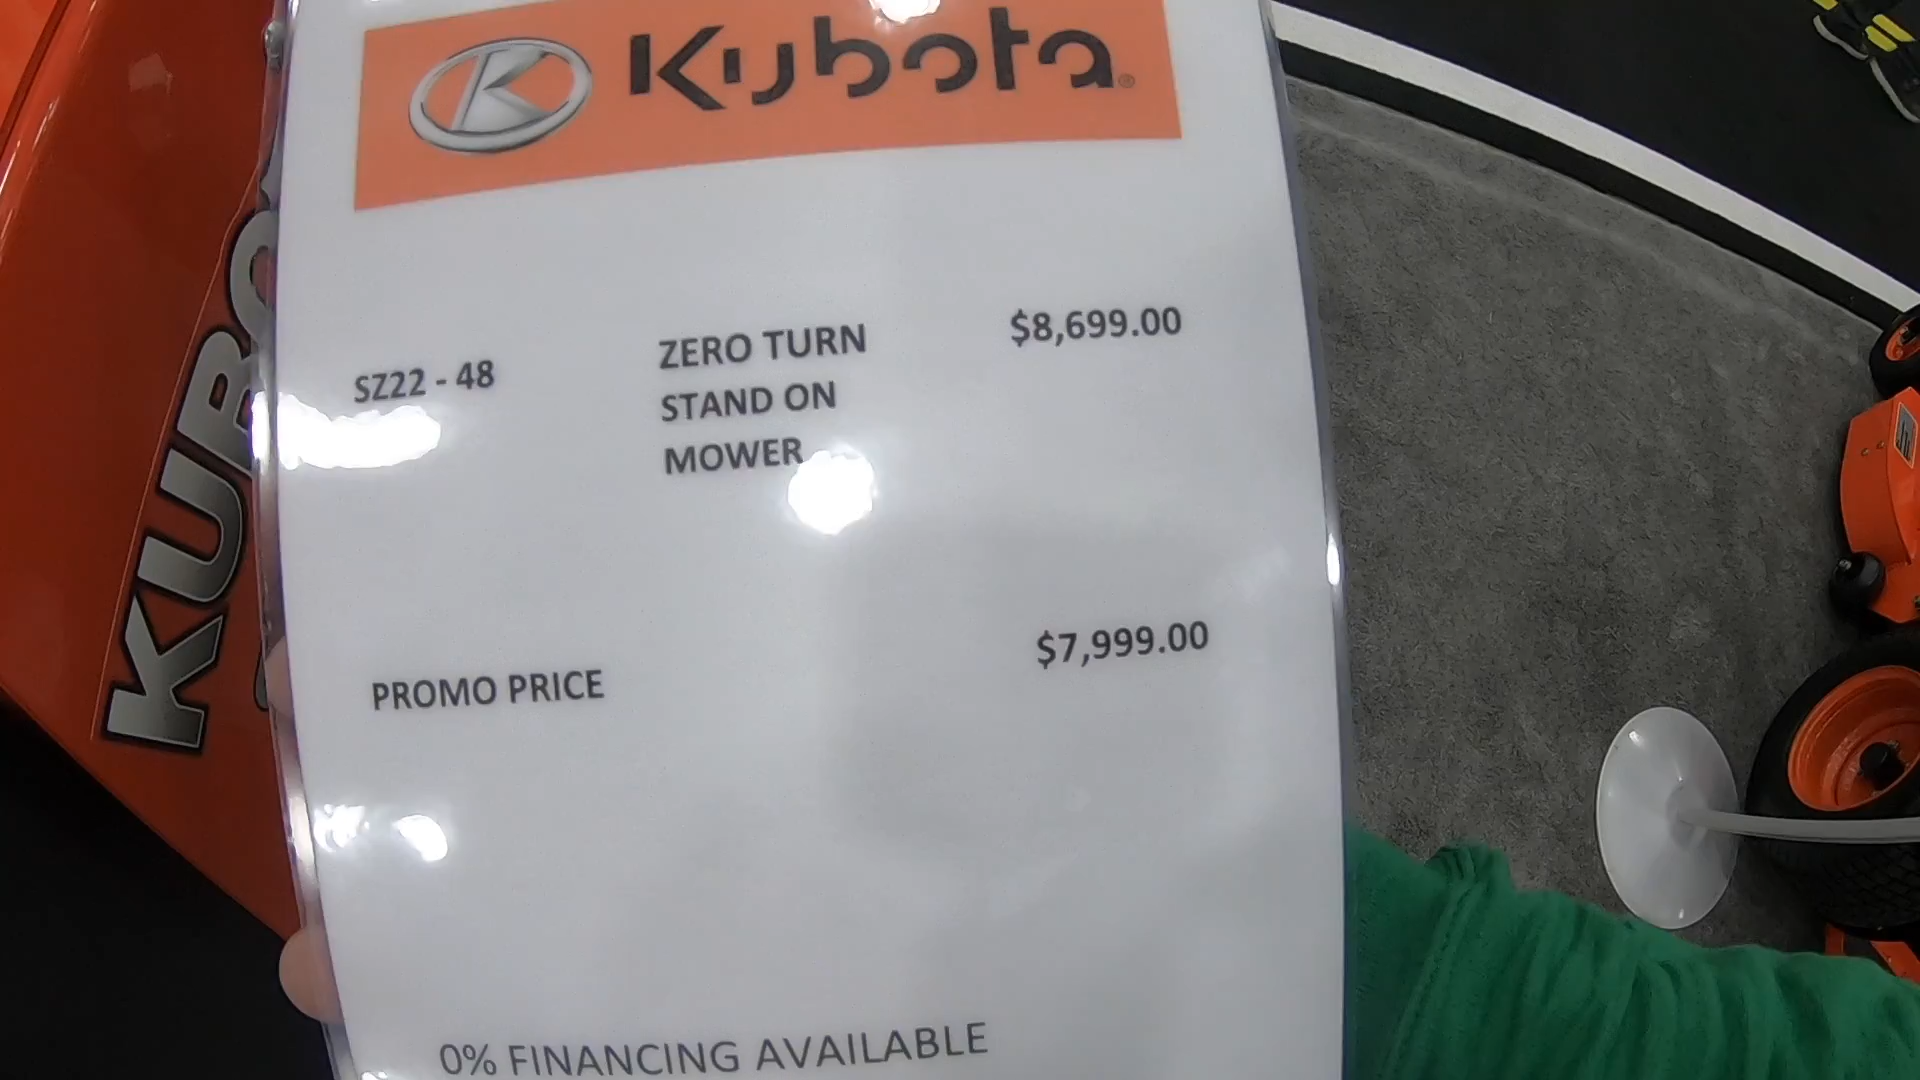 Kubota
SZ22 - 48
ZERO TURN
STAND ON
MOWER
$8,699.00
PROMO PRICE
$7,999.00
0% FINANCING AVAILABLE